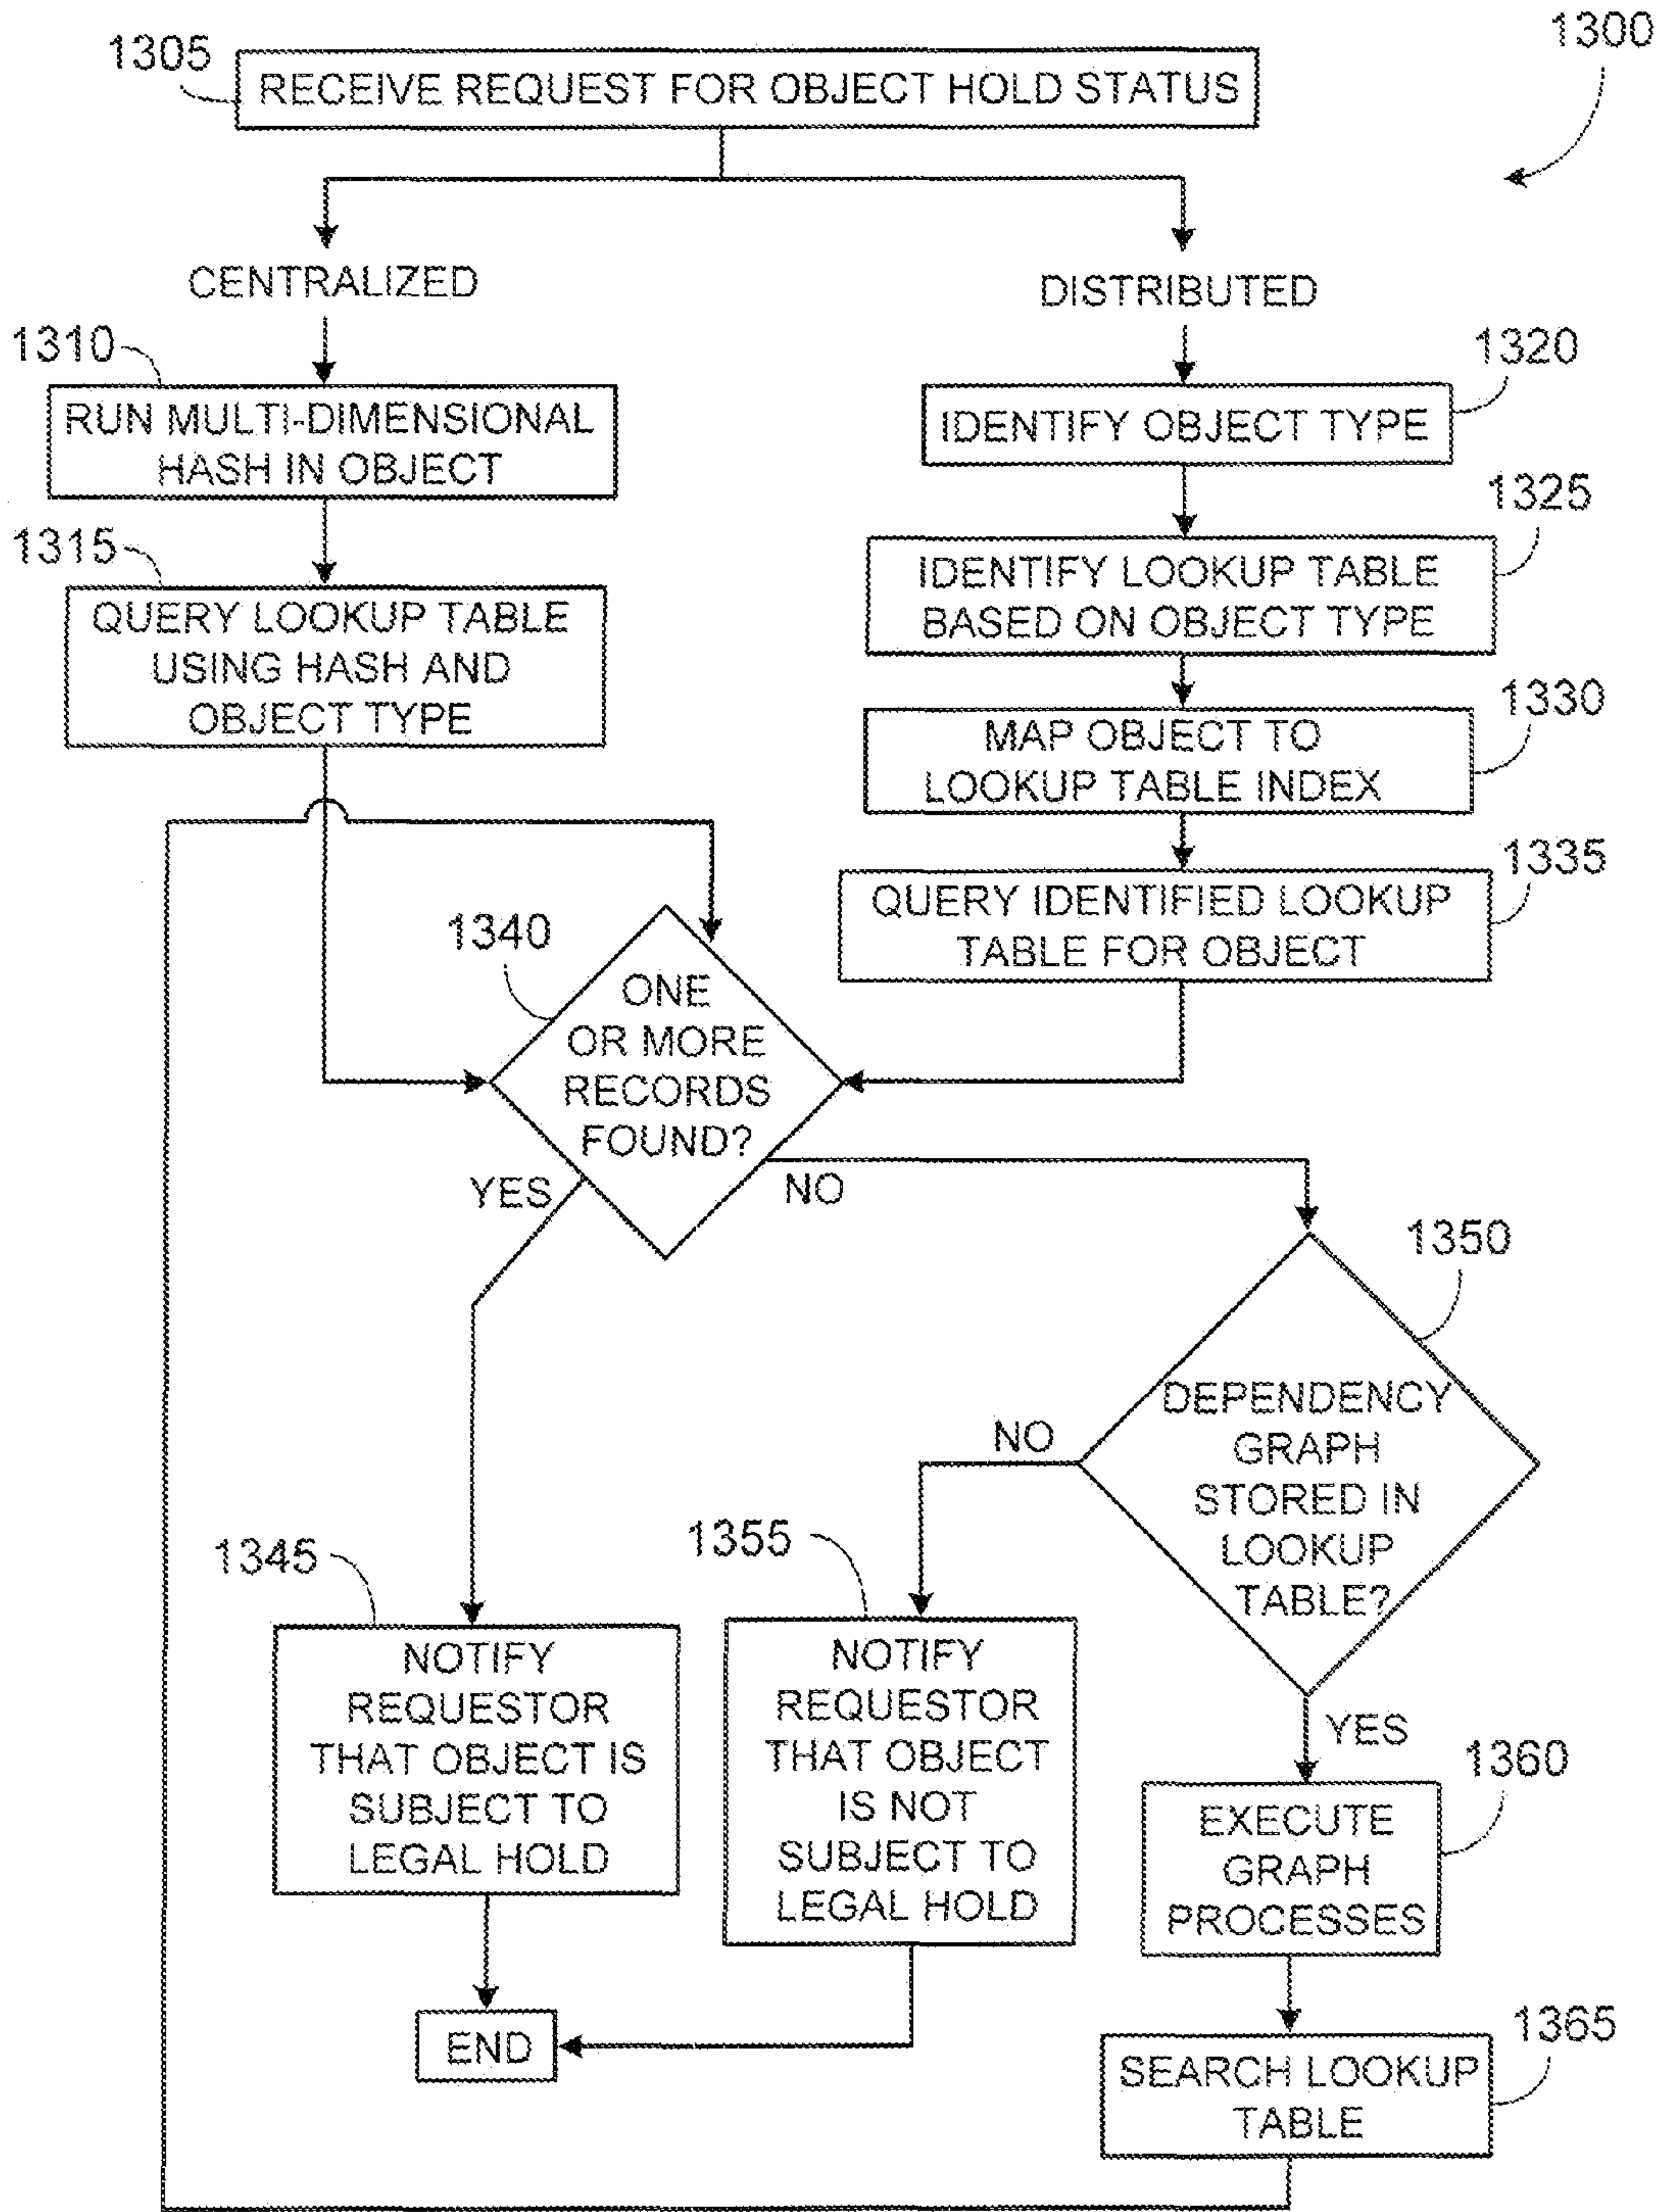 1300
1305
RECEIVE REQUEST FOR OBJECT HOLD STATUS
CENTRALIZED
DISTRIBUTED
1310
RUN MULTI-DIMENSIONAL
HASH IN OBJECT
1320
IDENTIFY OBJECT TYPE
1315
QUERY LOOKUP TABLE
USING HASH AND
OBJECT TYPE
1325
IDENTIFY LOOKUP TABLE
BASED ON OBJECT TYPE
1330
MAP OBJECT TO
LOOKUP TABLE INDEX
1335
QUERY IDENTIFIED LOOKUP
TABLE FOR OBJECT
1340
ONE
OR MORE
RECORDS
FOUND?
YES
NO
1350
DEPENDENCY
GRAPH
STORED IN
LOOKUP
TABLE?
NO
YES
1345
NOTIFY
REQUESTOR
THAT OBJECT IS
SUBJECT TO
LEGAL HOLD
1355
NOTIFY
REQUESTOR
THAT OBJECT
IS NOT
SUBJECT TO
LEGAL HOLD
1360
EXECUTE
GRAPH
PROCESSES
END
1365
SEARCH LOOKUP
TABLE